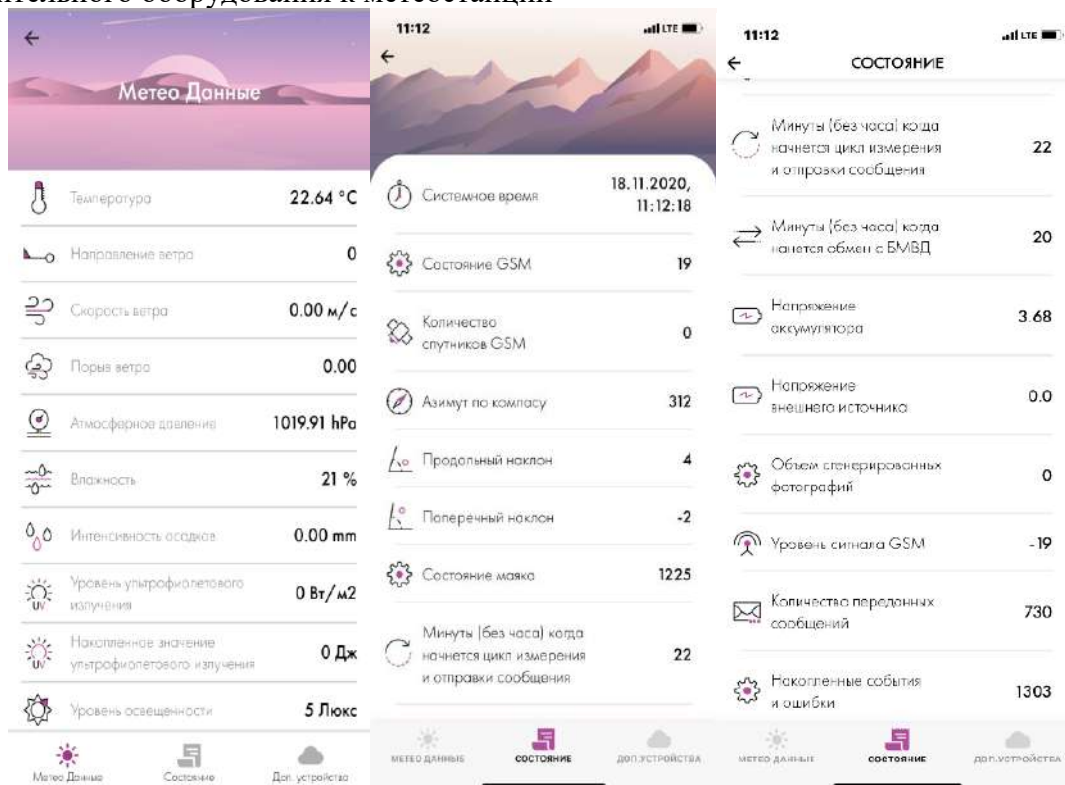 ительного оборудования к метеостанции
Метео Данные
Температура 22.64 °C
Направление ветра 0
Скорость ветра 0.00 м/с
Порыв ветра 0.00
Атмосферное давление 1019.91 hPa
Влажность 21 %
Интенсивность осадков 0.00 mm
Уровень ультрафиолетового
излучения 0 Вт/м2
Накопленное значение
ультрафиолетового излучения 0 Дж
Уровень освещенности 5 Люкс
Метео Данные Состояние Доп. устройства
11:12 LTE
Системное время 18.11.2020,
11:12:18
Состояние GSM 19
Количество
спутников GSM 0
Азимут по компасу 312
Продольный наклон 4
Поперечный наклон -2
Состояние маяка 1225
Минуты (без часа) когда
начнется цикл измерения 22
и отправки сообщения
МЕТЕО ДАННЫЕ СОСТОЯНИЕ ДОП.УСТРОЙСТВА
11:12 LTE
СОСТОЯНИЕ
Минуты (без часа) когда
начнется цикл измерения 22
и отправки сообщения
Минуты (без часа) когда
нанется обмен с БМВД 20
Напряжение
аккумулятора 3.68
Напряжение
внешнего источника 0.0
Объем сгенерированных
фотографий 0
Уровень сигнала GSM -19
Количество переданных
сообщений 730
Накопленные события
и ошибки 1303
МЕТЕО ДАННЫЕ СОСТОЯНИЕ ДОП.УСТРОЙСТВА